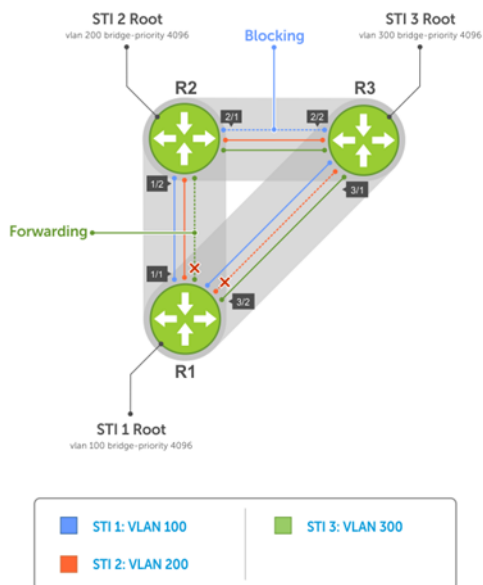 STI 2 Root
vlan 200 bridge-priority 4096
STI 3 Root
vlan 300 bridge-priority 4096
Blocking
R2
R3
2/1
2/2
1/2
3/1
Forwarding
1/1
3/2
R1
STI 1 Root
vlan 100 bridge-priority 4096
STI 1: VLAN 100
STI 3: VLAN 300
STI 2: VLAN 200